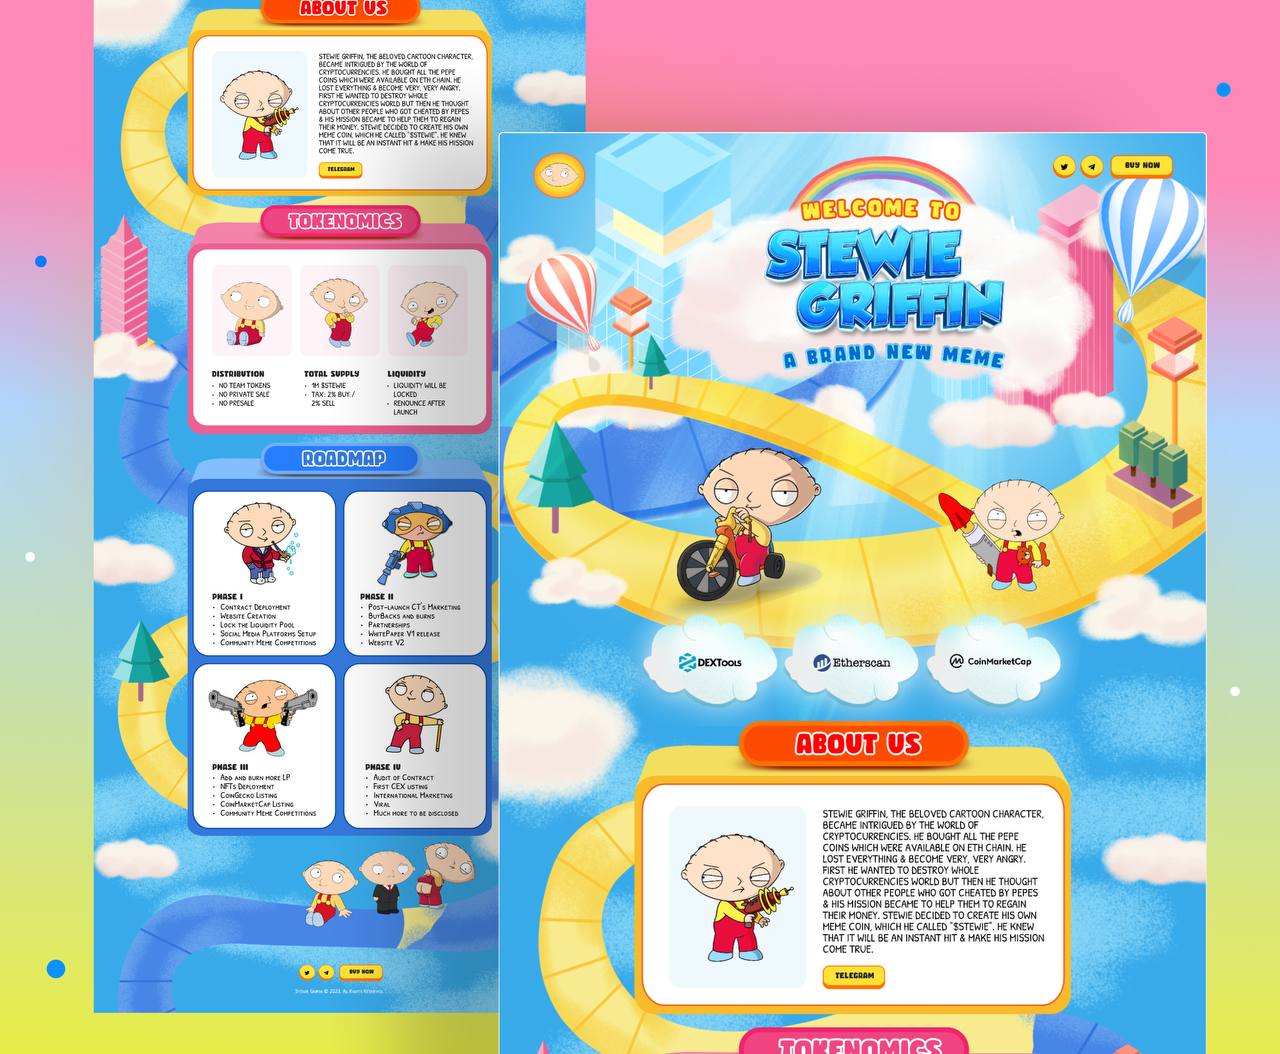 ABOUT US
STEWIE GRIFFIN, THE BELOVED CARTOON CHARACTER,
BECAME INTRIGUED BY THE WORLD OF
CRYPTOCURRENCIES. HE BOUGHT ALL THE PEPE
COINS WHICH WERE AVAILABLE ON ETH CHAIN. HE
LOST EVERYTHING & BECOME VERY, VERY ANGRY.
FIRST HE WANTED TO DESTROY WHOLE
CRYPTOCURRENCIES WORLD BUT THEN HE THOUGHT
ABOUT OTHER PEOPLE WHO GOT CHEATED BY PEPES
& HIS MISSION BECAME TO HELP THEM TO REGAIN
THEIR MONEY. STEWIE DECIDED TO CREATE HIS OWN
MEME COIN, WHICH HE CALLED "$STEWIE". HE KNEW
THAT IT WILL BE AN INSTANT HIT & MAKE HIS MISSION
COME TRUE.
TELEGRAM
TOKENOMICS
DISTRIBUTION
• NO TEAM TOKENS
• NO PRIVATE SALE
• NO PRESALE
TOTAL SUPPLY
• 1M $STEWIE
• TAX: 2% BUY /
2% SELL
LIQUIDITY
• LIQUIDITY WILL BE
LOCKED
• RENOUNCE AFTER
LAUNCH
ROADMAP
PHASE I
• CONTRACT DEPLOYMENT
• WEBSITE CREATION
• LOCK THE LIQUIDITY POOL
• SOCIAL MEDIA PLATFORMS SETUP
• COMMUNITY MEME COMPETITIONS
PHASE II
• POST-LAUNCH CT'S MARKETING
• BUYBACKS AND BURNS
• PARTNERSHIPS
• WHITEPAPER V1 RELEASE
• WEBSITE V2
PHASE III
• ADD AND BURN MORE LP
• NFTS DEPLOYMENT
• COINGECKO LISTING
• COINMARKETCAP LISTING
• COMMUNITY MEME COMPETITIONS
PHASE IV
• AUDIT OF CONTRACT
• FIRST CEX LISTING
• INTERNATIONAL MARKETING
• VIRAL
• MUCH MORE TO BE DISCLOSED
BUY NOW
STEWIE GRIFFIN © 2023. ALL RIGHTS RESERVED.
BUY NOW
WELCOME TO
STEWIE
GRIFFIN
A BRAND NEW MEME
DEXTools
Etherscan
CoinMarketCap
ABOUT US
STEWIE GRIFFIN, THE BELOVED CARTOON CHARACTER,
BECAME INTRIGUED BY THE WORLD OF
CRYPTOCURRENCIES. HE BOUGHT ALL THE PEPE
COINS WHICH WERE AVAILABLE ON ETH CHAIN. HE
LOST EVERYTHING & BECOME VERY, VERY ANGRY.
FIRST HE WANTED TO DESTROY WHOLE
CRYPTOCURRENCIES WORLD BUT THEN HE THOUGHT
ABOUT OTHER PEOPLE WHO GOT CHEATED BY PEPES
& HIS MISSION BECAME TO HELP THEM TO REGAIN
THEIR MONEY. STEWIE DECIDED TO CREATE HIS OWN
MEME COIN, WHICH HE CALLED "$STEWIE". HE KNEW
THAT IT WILL BE AN INSTANT HIT & MAKE HIS MISSION
COME TRUE.
TELEGRAM
TOKENOMICS